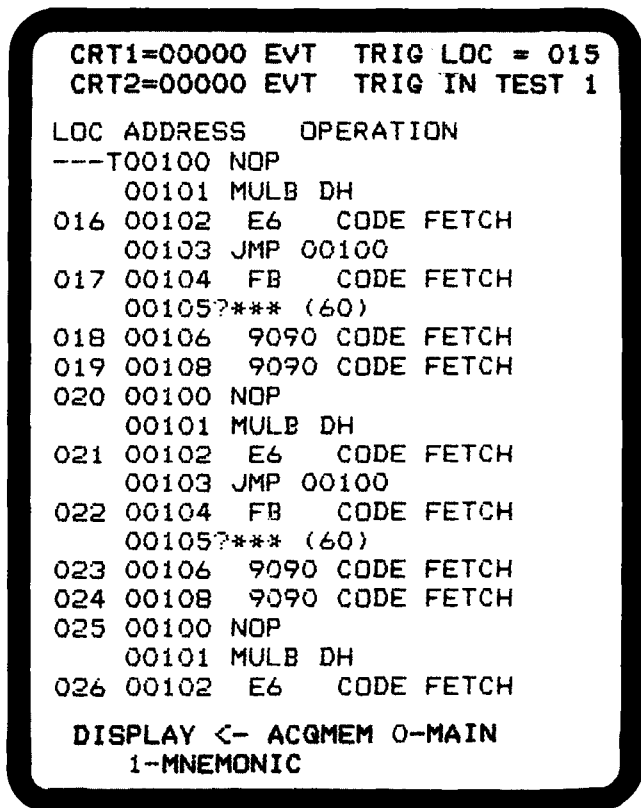 CRT1=00000 EVT TRIG LOC = 015
CRT2=00000 EVT TRIG IN TEST 1
LOC ADDRESS OPERATION
---T00100 NOP
00101 MULB DH
016 00102 E6 CODE FETCH
00103 JMP 00100
017 00104 FB CODE FETCH
00105?*** (60)
018 00106 9090 CODE FETCH
019 00108 9090 CODE FETCH
020 00100 NOP
00101 MULB DH
021 00102 E6 CODE FETCH
00103 JMP 00100
022 00104 FB CODE FETCH
00105?*** (60)
023 00106 9090 CODE FETCH
024 00108 9090 CODE FETCH
025 00100 NOP
00101 MULB DH
026 00102 E6 CODE FETCH
DISPLAY <- ACQMEM 0-MAIN
1-MNEMONIC